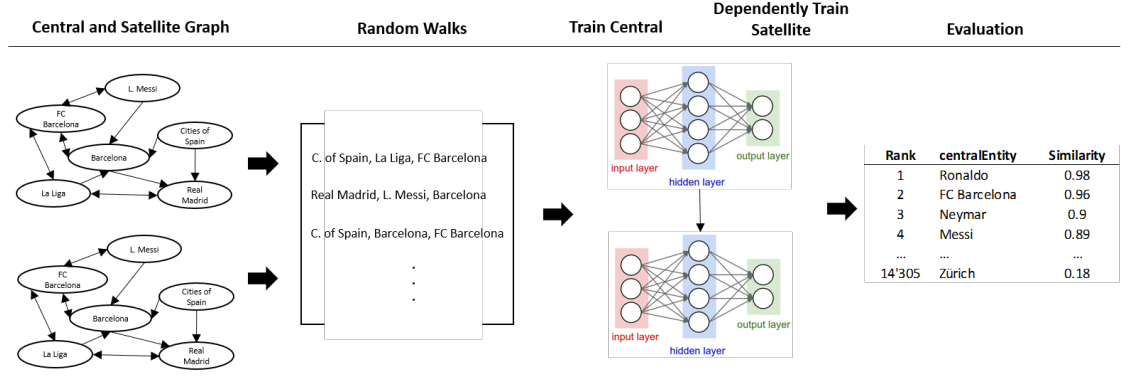 Central and Satellite Graph
Random Walks
Train Central
Dependently Train
Satellite
Evaluation
L. Messi
FC
Barcelona
Cities of
Spain
Barcelona
La Liga
Real
Madrid
L. Messi
FC
Barcelona
Cities of
Spain
Barcelona
La Liga
Real
Madrid
C. of Spain, La Liga, FC Barcelona
Real Madrid, L. Messi, Barcelona
C. of Spain, Barcelona, FC Barcelona
.
.
.
input layer
hidden layer
output layer
input layer
hidden layer
output layer
Rank centralEntity Similarity
1 Ronaldo 0.98
2 FC Barcelona 0.96
3 Neymar 0.9
4 Messi 0.89
... ... ...
14'305 Zürich 0.18